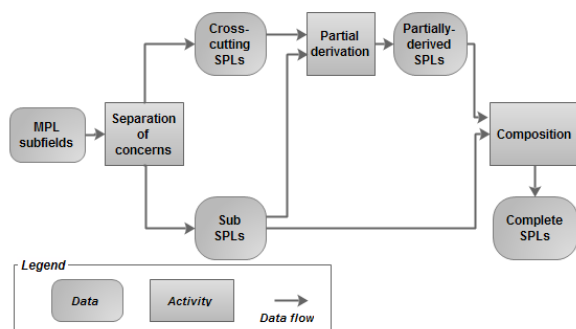 Cross-
cutting
SPLs
Partial
derivation
Partially-
derived SPLs
MPL
subfields
Separation
of
concerns
Composition
Sub
SPLs
Complete
SPLs
Legend
Data
Activity
Data flow